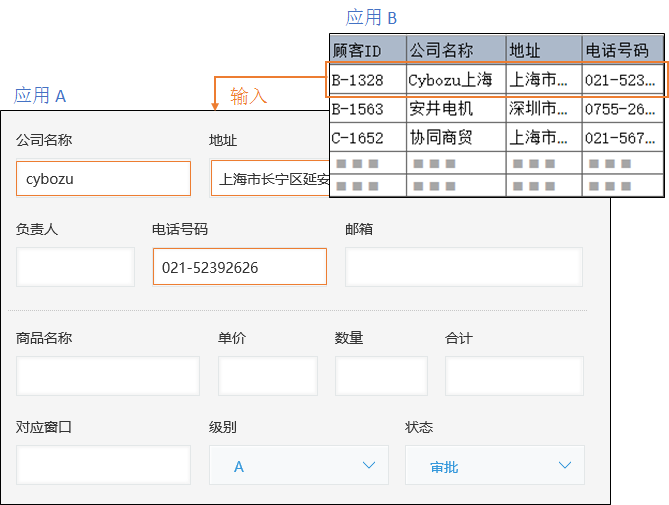 应用 B
顾客ID 公司名称 地址 电话号码
B-1328 Cybozu上海 上海市... 021-523...
B-1563 安井电机 深圳市... 0755-26...
C-1652 协同商贸 上海市... 021-567...
应用 A
输入
公司名称 地址
cybozu 上海市长宁区延安
负责人 电话号码 邮箱
021-52392626
商品名称 单价 数量 合计
对应窗口 级别 状态
A 审批